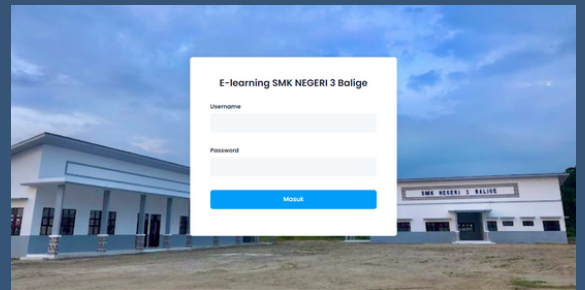 E-learning SMK NEGERI 3 Balige
Username
Password
Masuk
SMK NEGERI 3 BALIGE